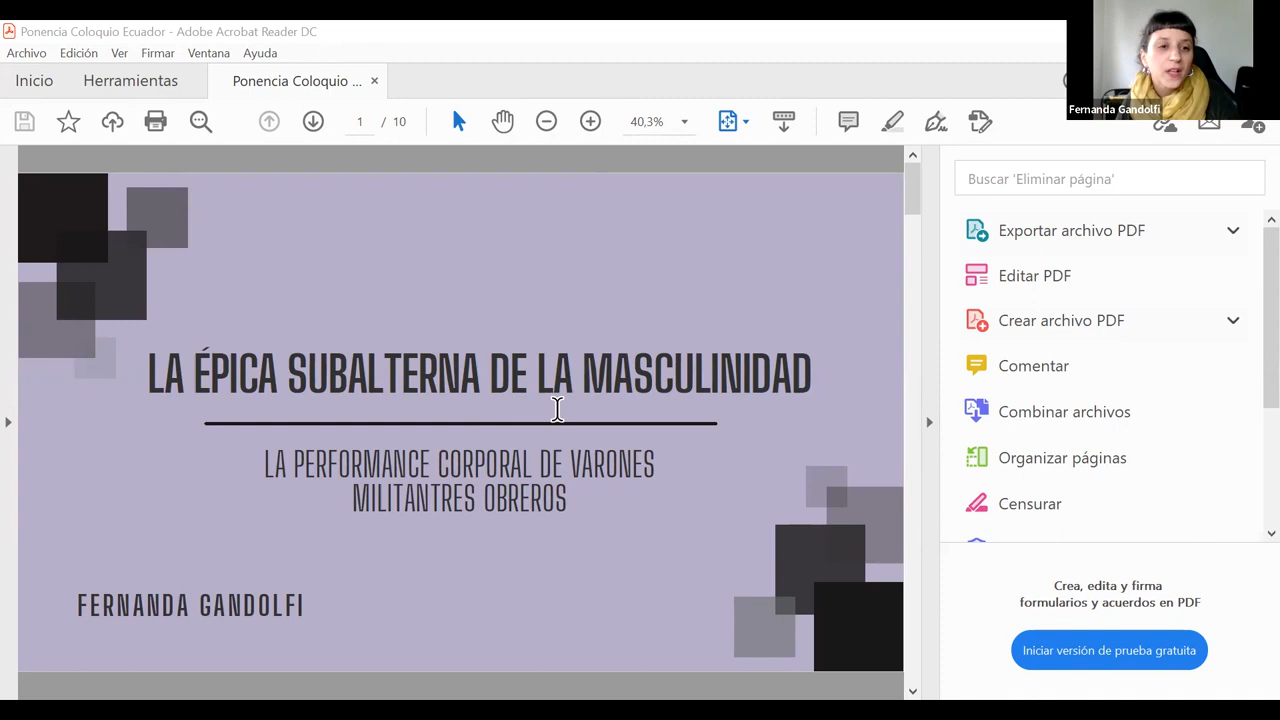 Ponencia Coloquio Ecuador - Adobe Acrobat Reader DC
Archivo Edición Ver Firmar Ventana Ayuda
Inicio Herramientas Ponencia Coloquio ... ×
1 / 10 40,3%
Fernanda Gandolfi
LA ÉPICA SUBALTERNA DE LA MASCULINIDAD
LA PERFORMANCE CORPORAL DE VARONES
MILITANTRES OBREROS
FERNANDA GANDOLFI
Buscar 'Eliminar página'
Exportar archivo PDF
Editar PDF
Crear archivo PDF
Comentar
Combinar archivos
Organizar páginas
Censurar
Crea, edita y firma
formularios y acuerdos en PDF
Iniciar versión de prueba gratuita